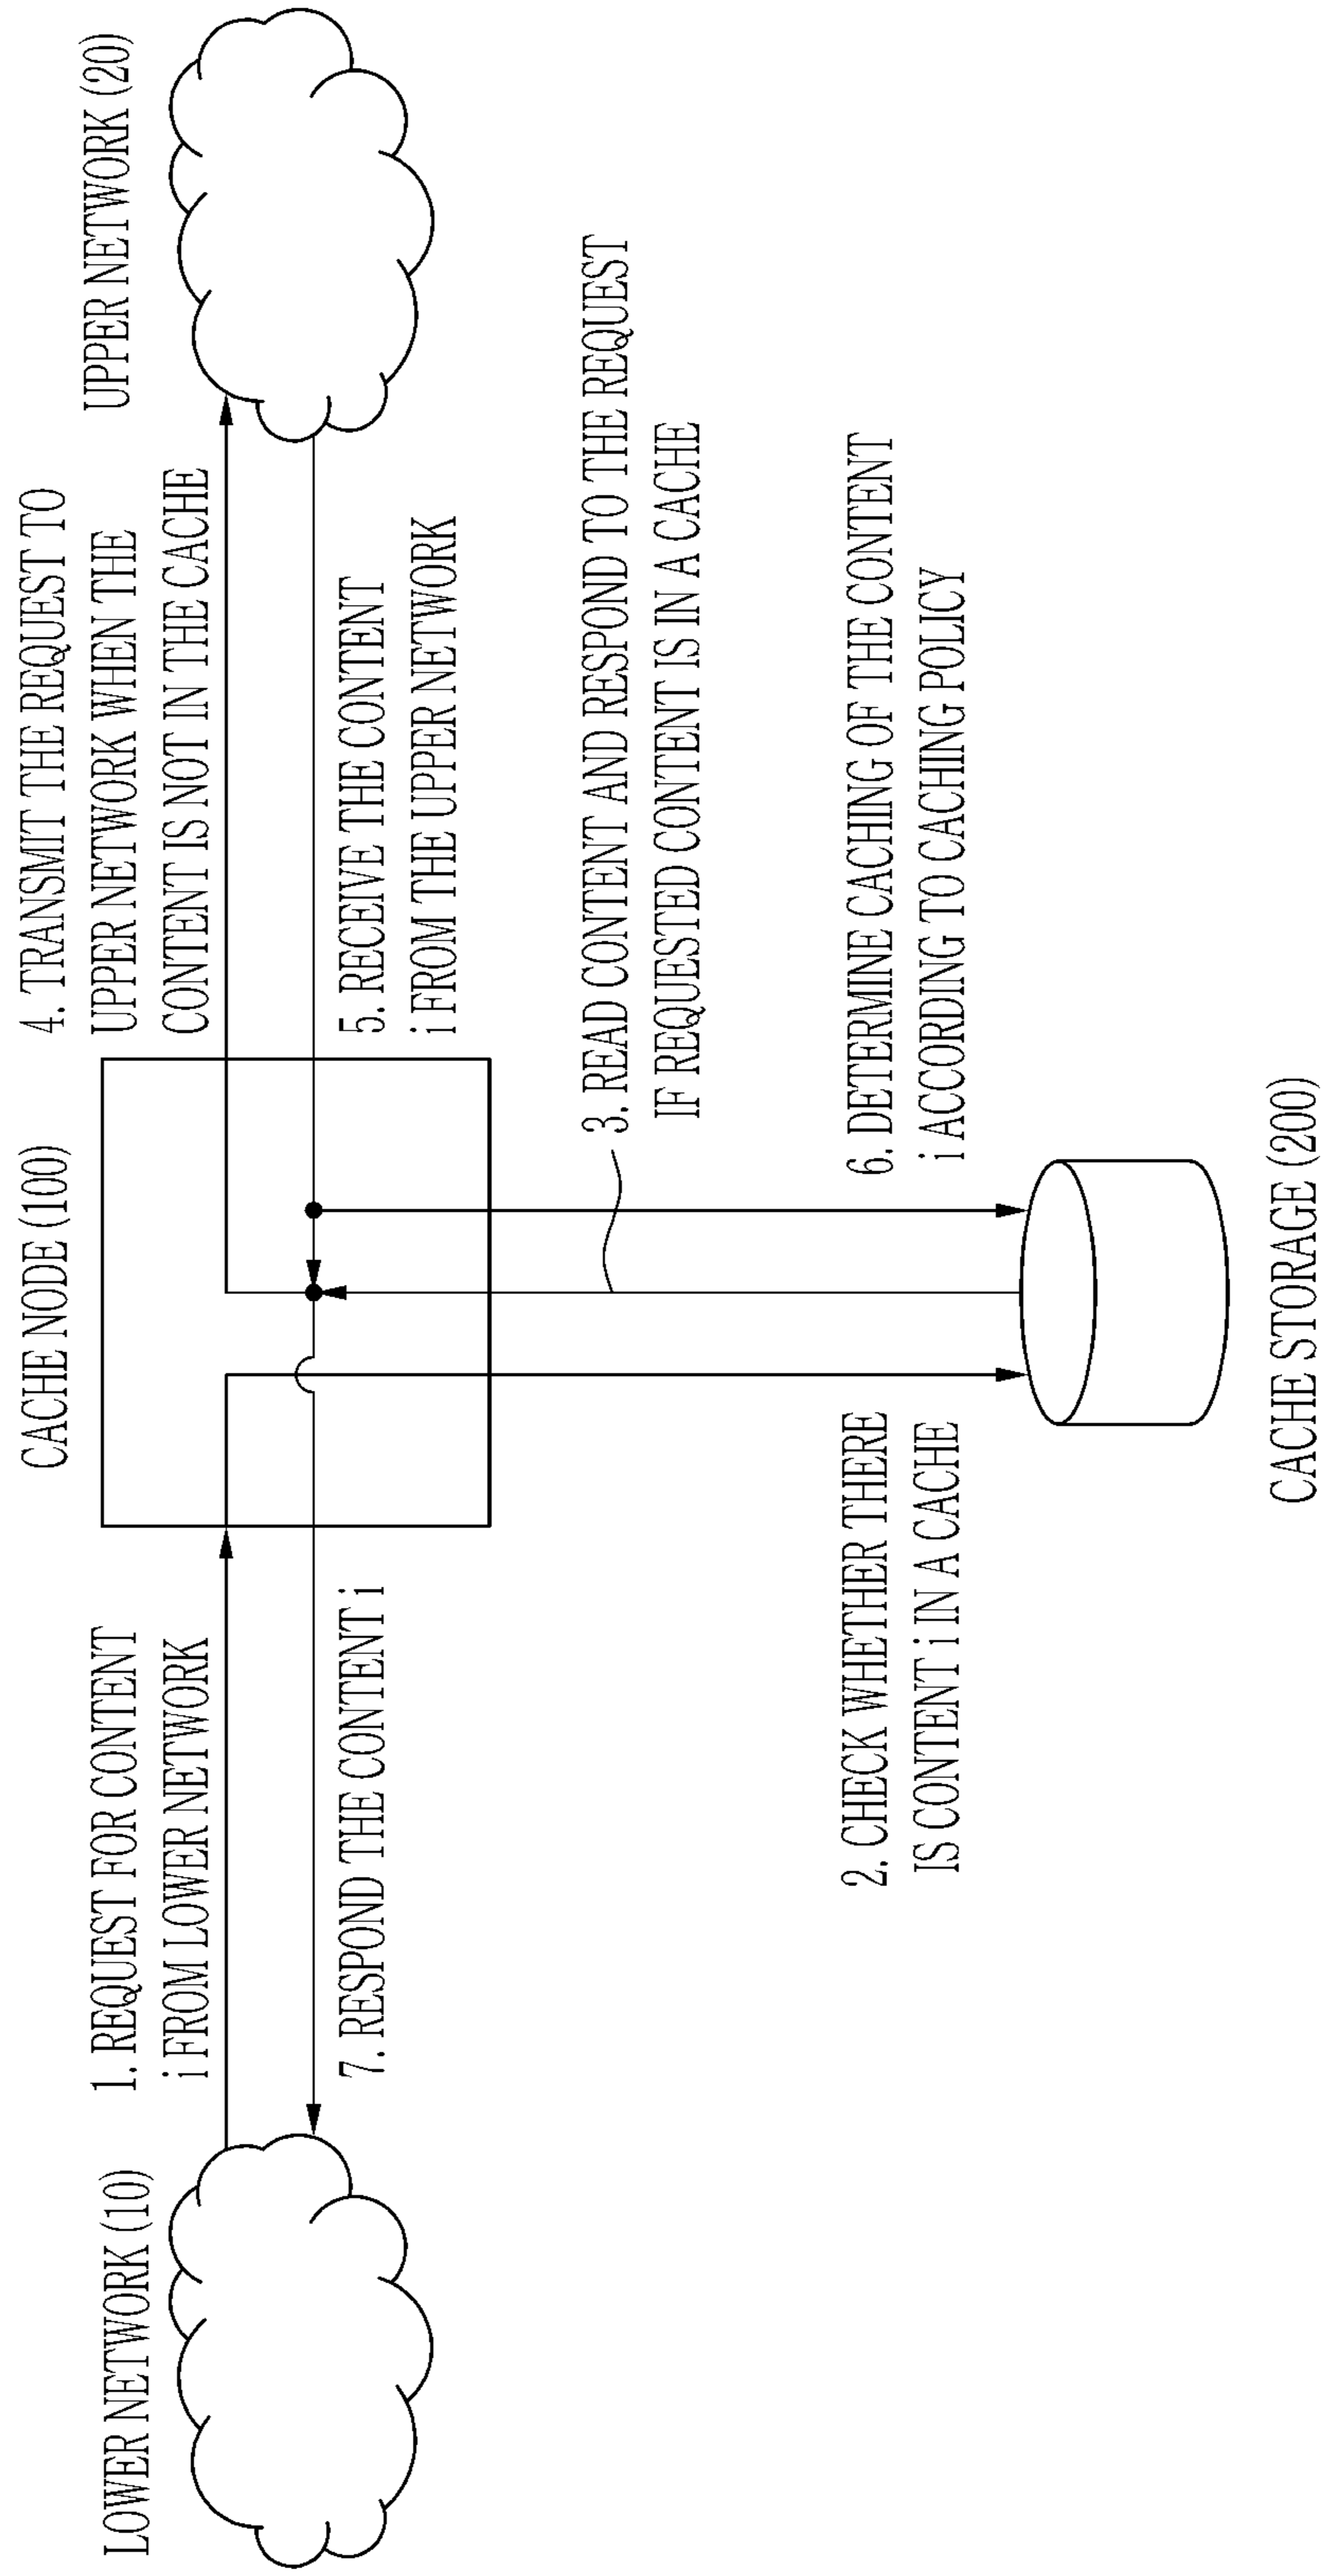 LOWER NETWORK (10)
1. REQUEST FOR CONTENT
i FROM LOWER NETWORK
7. RESPOND THE CONTENT i
CACHE NODE (100)
4. TRANSMIT THE REQUEST TO
UPPER NETWORK WHEN THE
CONTENT IS NOT IN THE CACHE
5. RECEIVE THE CONTENT
i FROM THE UPPER NETWORK
UPPER NETWORK (20)
3. READ CONTENT AND RESPOND TO THE REQUEST
IF REQUESTED CONTENT IS IN A CACHE
2. CHECK WHETHER THERE
IS CONTENT i IN A CACHE
6. DETERMINE CACHING OF THE CONTENT
i ACCORDING TO CACHING POLICY
CACHE STORAGE (200)